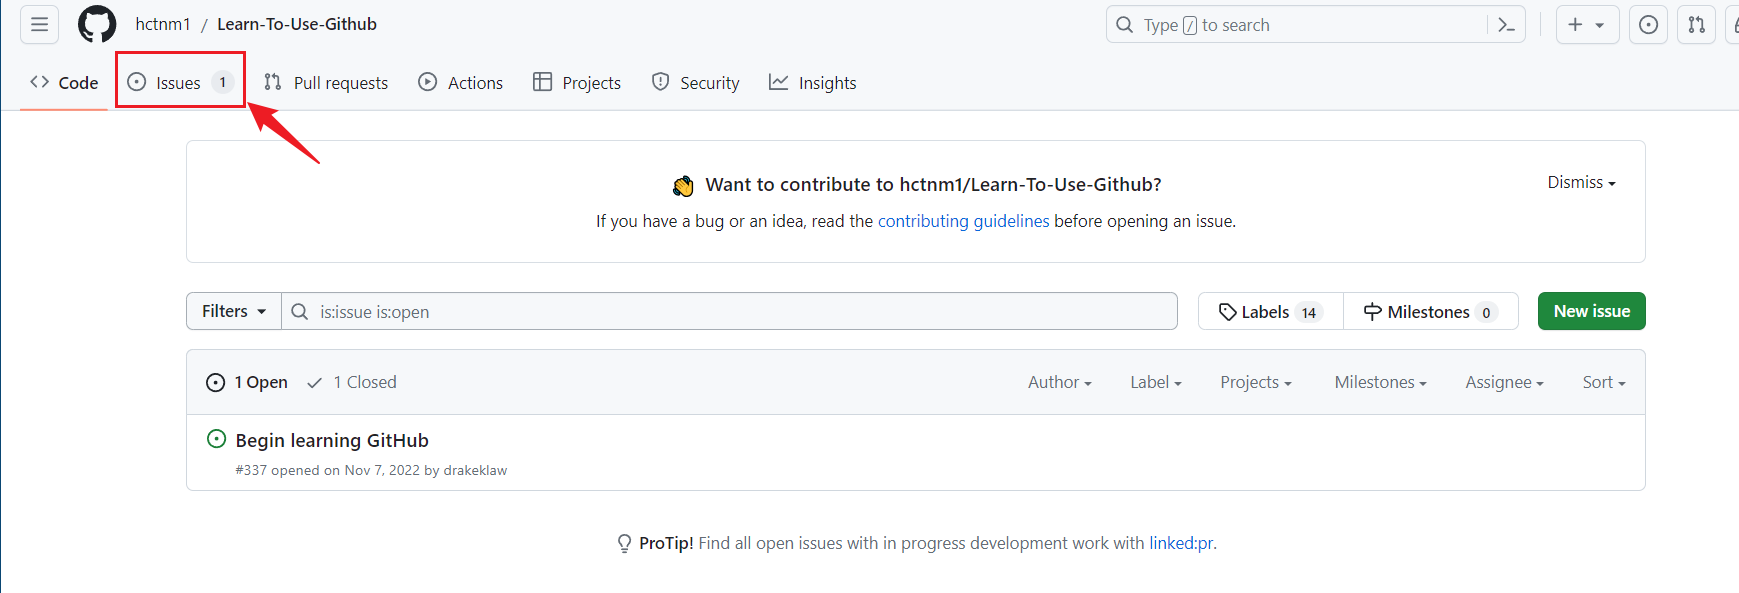 hctnm1 / Learn-To-Use-Github
Type / to search
Code
Issues 1
Pull requests
Actions
Projects
Security
Insights
Want to contribute to hctnm1/Learn-To-Use-Github?
Dismiss
If you have a bug or an idea, read the contributing guidelines before opening an issue.
Filters
is:issue is:open
Labels 14
Milestones 0
New issue
1 Open
1 Closed
Author
Label
Projects
Milestones
Assignee
Sort
Begin learning GitHub
#337 opened on Nov 7, 2022 by drakeklaw
ProTip! Find all open issues with in progress development work with linked:pr.